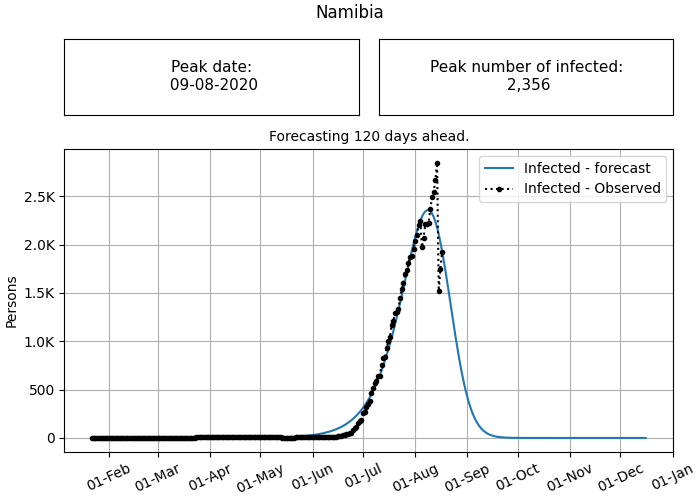 Namibia
Peak date:
09-08-2020
Peak number of infected:
2,356
Forecasting 120 days ahead.
Infected - forecast
Infected - Observed
Persons
2.5K
2.0K
1.5K
1.0K
500
0
01-Feb
01-Mar
01-Apr
01-May
01-Jun
01-Jul
01-Aug
01-Sep
01-Oct
01-Nov
01-Dec
01-Jan